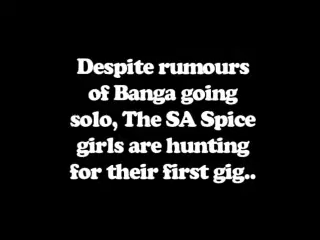 Despite rumours
of Banga going
solo, The SA Spice
girls are hunting
for their first gig..